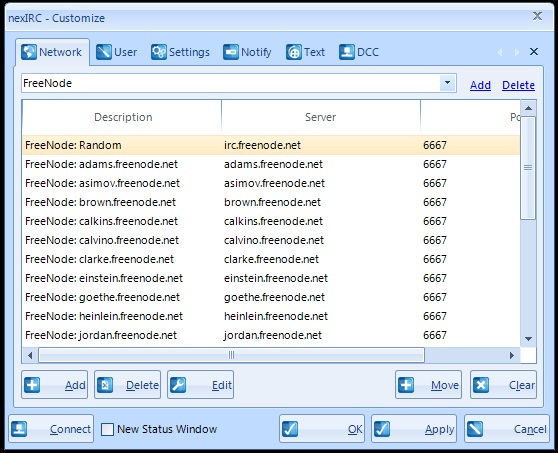 nexIRC - Customize
Network User Settings Notify Text DCC
FreeNode Add Delete
Description Server Po
FreeNode: Random irc.freenode.net 6667
FreeNode: adams.freenode.net adams.freenode.net 6667
FreeNode: asimov.freenode.net asimov.freenode.net 6667
FreeNode: brown.freenode.net brown.freenode.net 6667
FreeNode: calkins.freenode.net calkins.freenode.net 6667
FreeNode: calvino.freenode.net calvino.freenode.net 6667
FreeNode: clarke.freenode.net clarke.freenode.net 6667
FreeNode: einstein.freenode.net einstein.freenode.net 6667
FreeNode: goethe.freenode.net goethe.freenode.net 6667
FreeNode: heinlein.freenode.net heinlein.freenode.net 6667
FreeNode: jordan.freenode.net jordan.freenode.net 6667
Add Delete Edit Move Clear
Connect New Status Window OK Apply Cancel